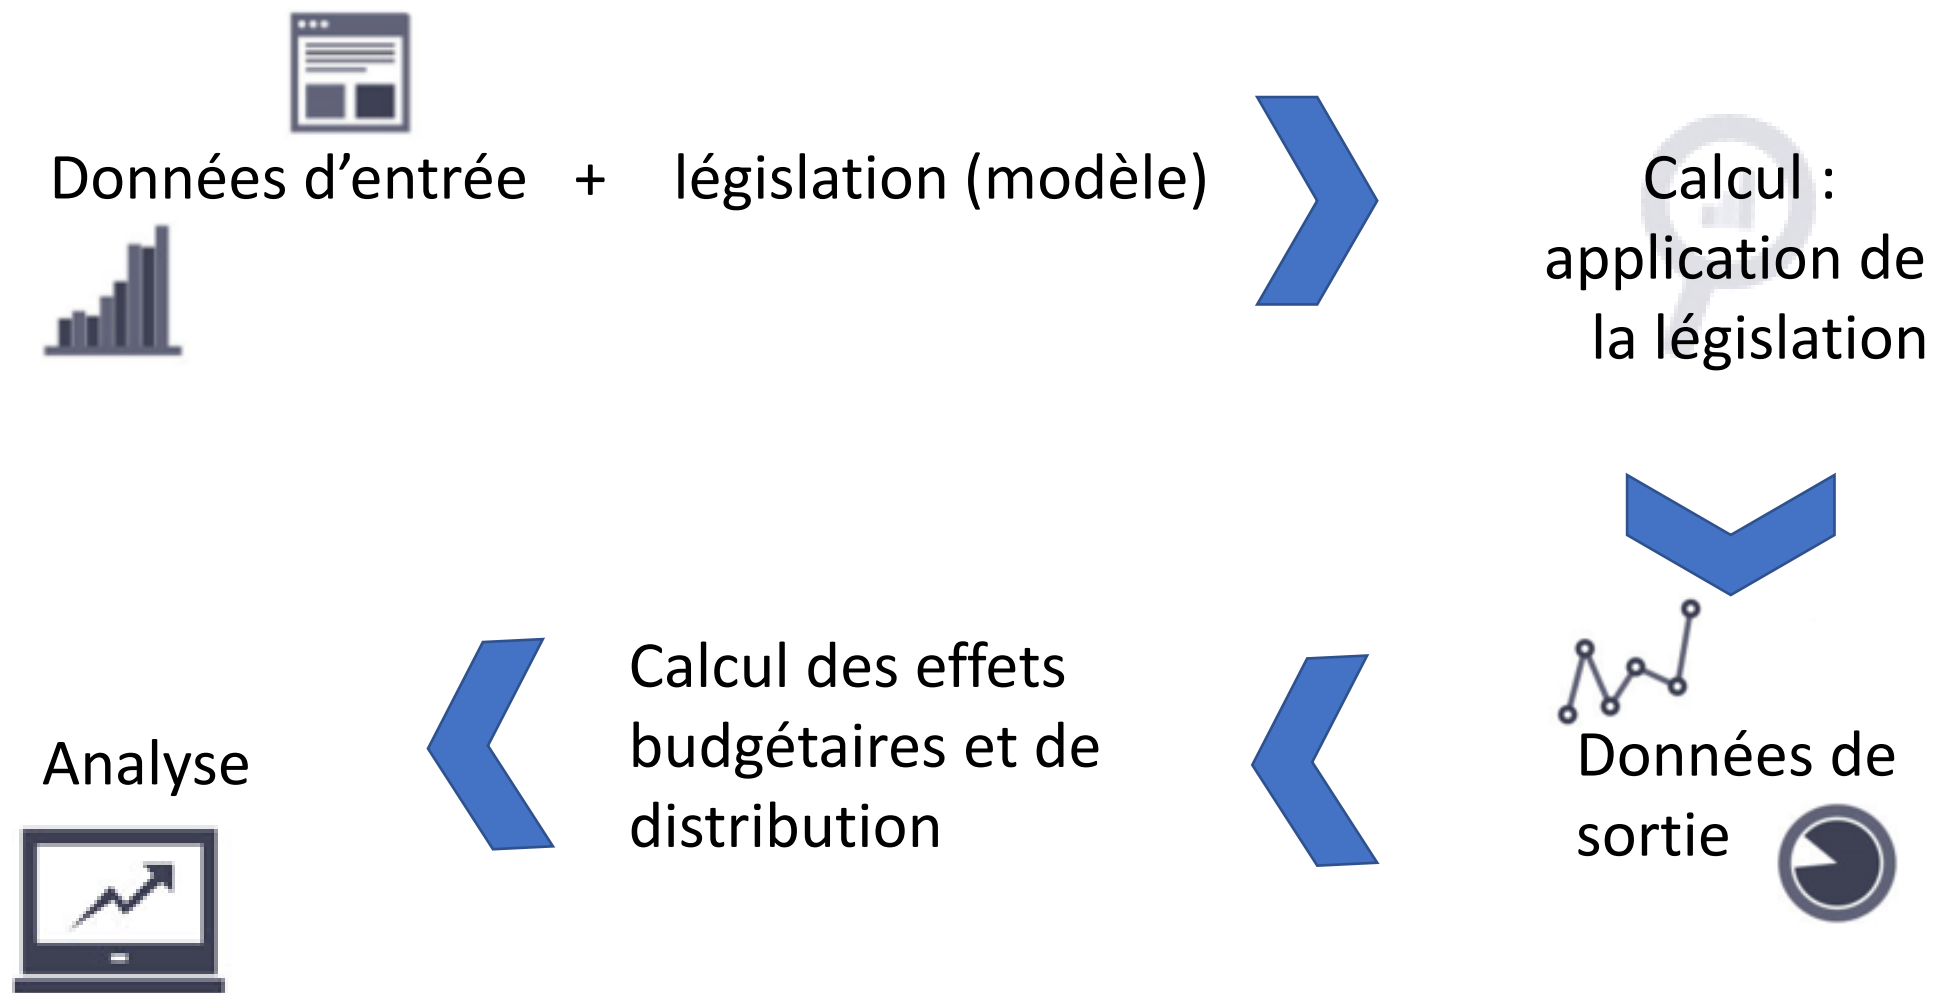 Données d’entrée + législation (modèle)
Calcul :
application de
la législation
Données de
sortie
Calcul des effets
budgétaires et de
distribution
Analyse